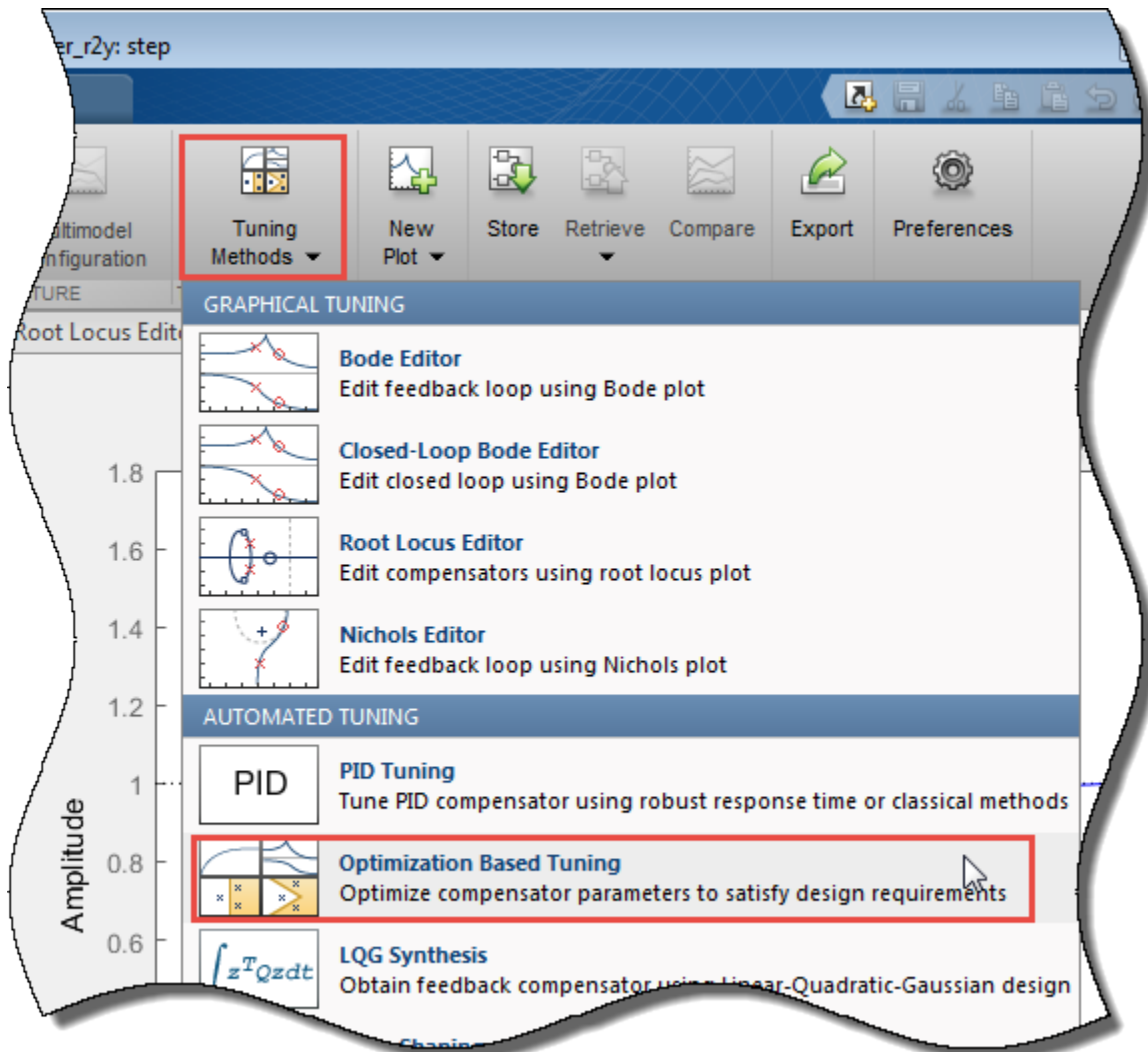 er_r2y: step
Tuning
Methods
New
Plot
Store
Retrieve
Compare
Export
Preferences
ltimodel
nfiguration
TURE
Root Locus Edit
GRAPHICAL TUNING
Bode Editor
Edit feedback loop using Bode plot
Closed-Loop Bode Editor
Edit closed loop using Bode plot
Root Locus Editor
Edit compensators using root locus plot
Nichols Editor
Edit feedback loop using Nichols plot
AUTOMATED TUNING
PID
PID Tuning
Tune PID compensator using robust response time or classical methods
Optimization Based Tuning
Optimize compensator parameters to satisfy design requirements
∫zᵀQzdt
LQG Synthesis
Obtain feedback compensator using Linear-Quadratic-Gaussian design
Shaping
1.8
1.6
1.4
1.2
1
0.8
0.6
Amplitude